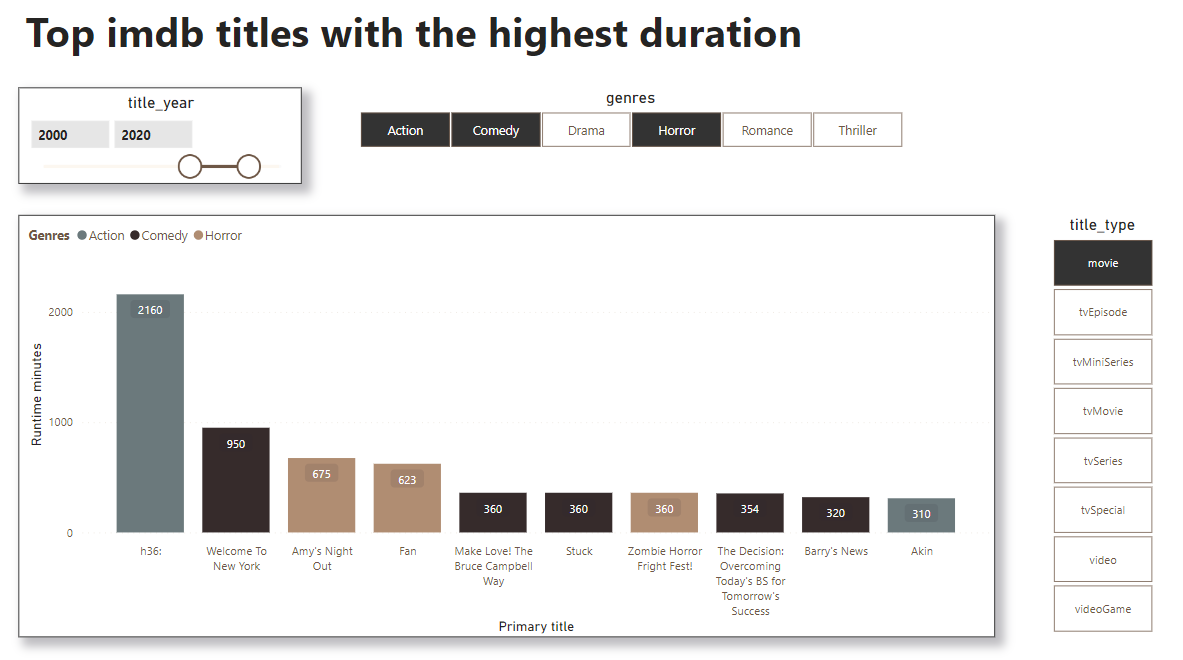 Top imdb titles with the highest duration
title_year
2000 2020
genres
Action Comedy Drama Horror Romance Thriller
Genres Action Comedy Horror
Runtime minutes
2000
1000
0
2160
950
675
623
360
360
360
354
320
310
h36:
Welcome To
New York
Amy's Night
Out
Fan
Make Love! The
Bruce Campbell
Way
Stuck
Zombie Horror
Fright Fest!
The Decision:
Overcoming
Today's BS for
Tomorrow's
Success
Barry's News
Akin
Primary title
title_type
movie
tvEpisode
tvMiniSeries
tvMovie
tvSeries
tvSpecial
video
videoGame